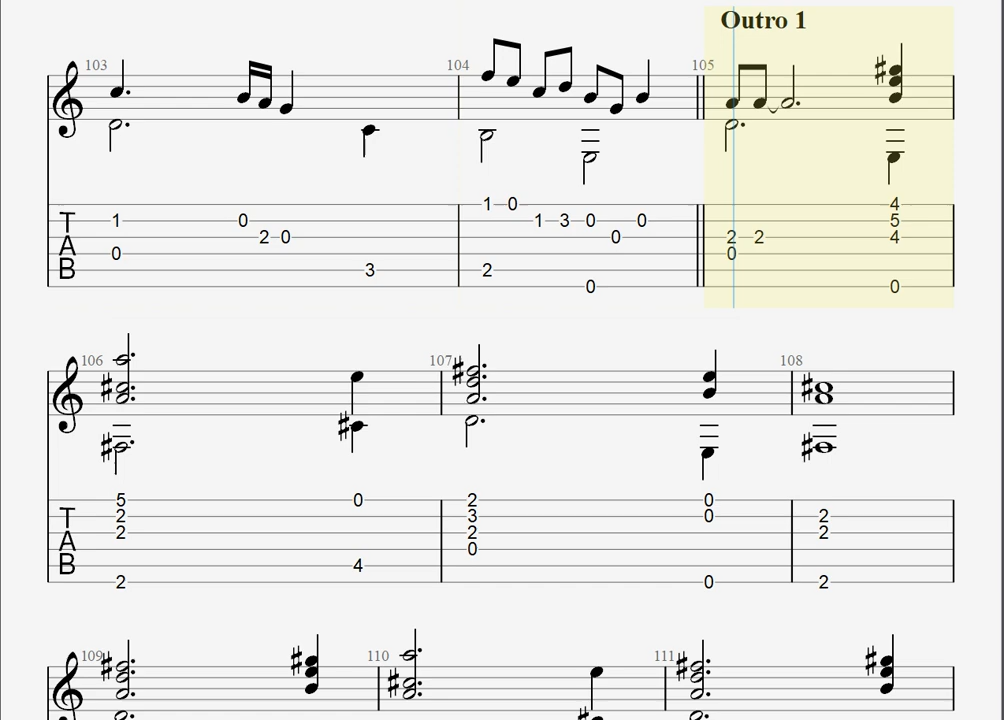 Outro 1
103 104 105
1 0 4
T 1 0 1 3 0 0 5
A 2 0 0 2 2 4
0 0
B 3 2
0 0
106 107 108
5 0 2 0
T 2 3 0 2
A 2 2 2
0
B 4
2 0 2
109 110 111